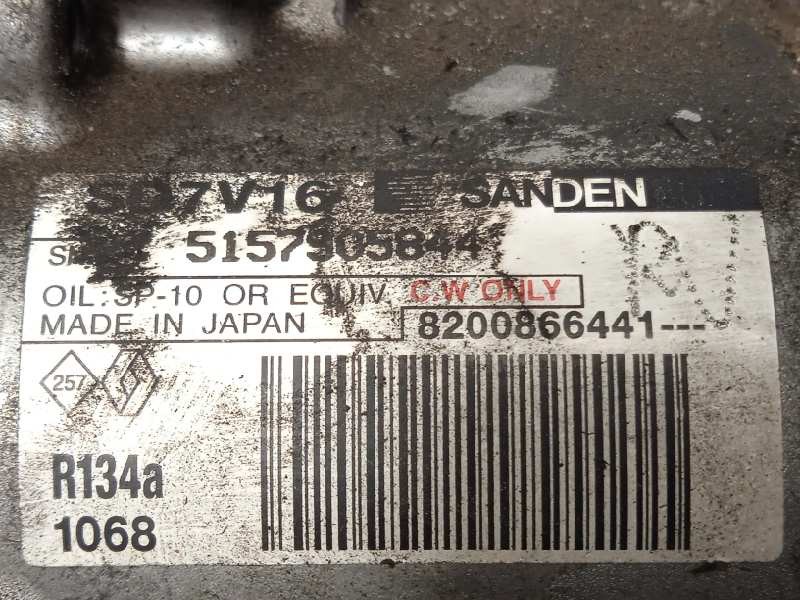 SD7V16 SANDEN
5157905844
OIL: SP-10 OR EQUIV. C.W ONLY
MADE IN JAPAN 8200866441---
257
R134a
1068